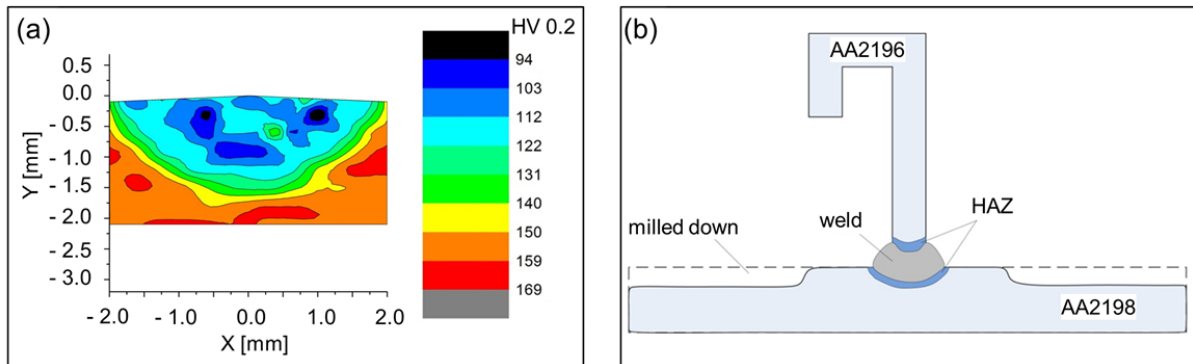 (a)
HV 0.2
94
103
112
122
131
140
150
159
169
0.5
0.0
- 0.5
- 1.0
- 1.5
- 2.0
- 2.5
- 3.0
Y [mm]
- 2.0 - 1.0 0.0 1.0 2.0
X [mm]
(b)
AA2196
HAZ
weld
milled down
AA2198